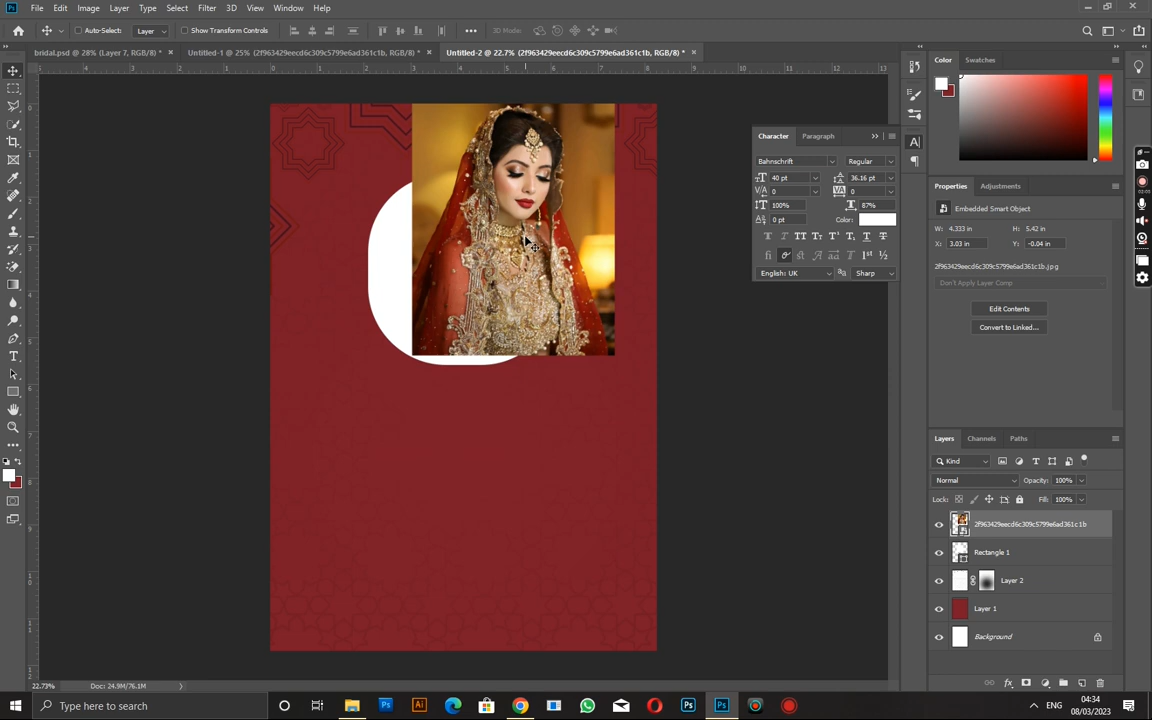 File Edit Image Layer Type Select Filter 3D View Window Help
Auto-Select: Layer Show Transform Controls 3D Mode:
bridal.psd @ 28% (Layer 7, RGB/8) * × Untitled-1 @ 25% (2f963429eecd6c309c5799e6ad361cb, RGB/8) * × Untitled-2 @ 22.7% (2f963429eecd6c309c5799e6ad361c1b, RGB/8*) * ×
Color Swatches
Character Paragraph
Bahnschrift Regular
40 pt 36.16 pt
0 0
100% 87%
0 pt Color:
English: UK Sharp
Properties Adjustments
Embedded Smart Object
W: 4.333 in H: 5.42 in
X: 3.03 in Y: -0.04 in
2f963429eecd6c309c5799e6ad361c1b.jpg
Don't Apply Layer Comp
Edit Contents
Convert to Linked...
Layers Channels Paths
Kind
Normal Opacity: 100%
Lock: Fill: 100%
2f963429eecd6c309c5799e6ad361c1b
Rectangle 1
Layer 2
Layer 1
Background
22.73% Doc: 24.9M/76.1M
Type here to search
ENG
04:34
08/03/2023